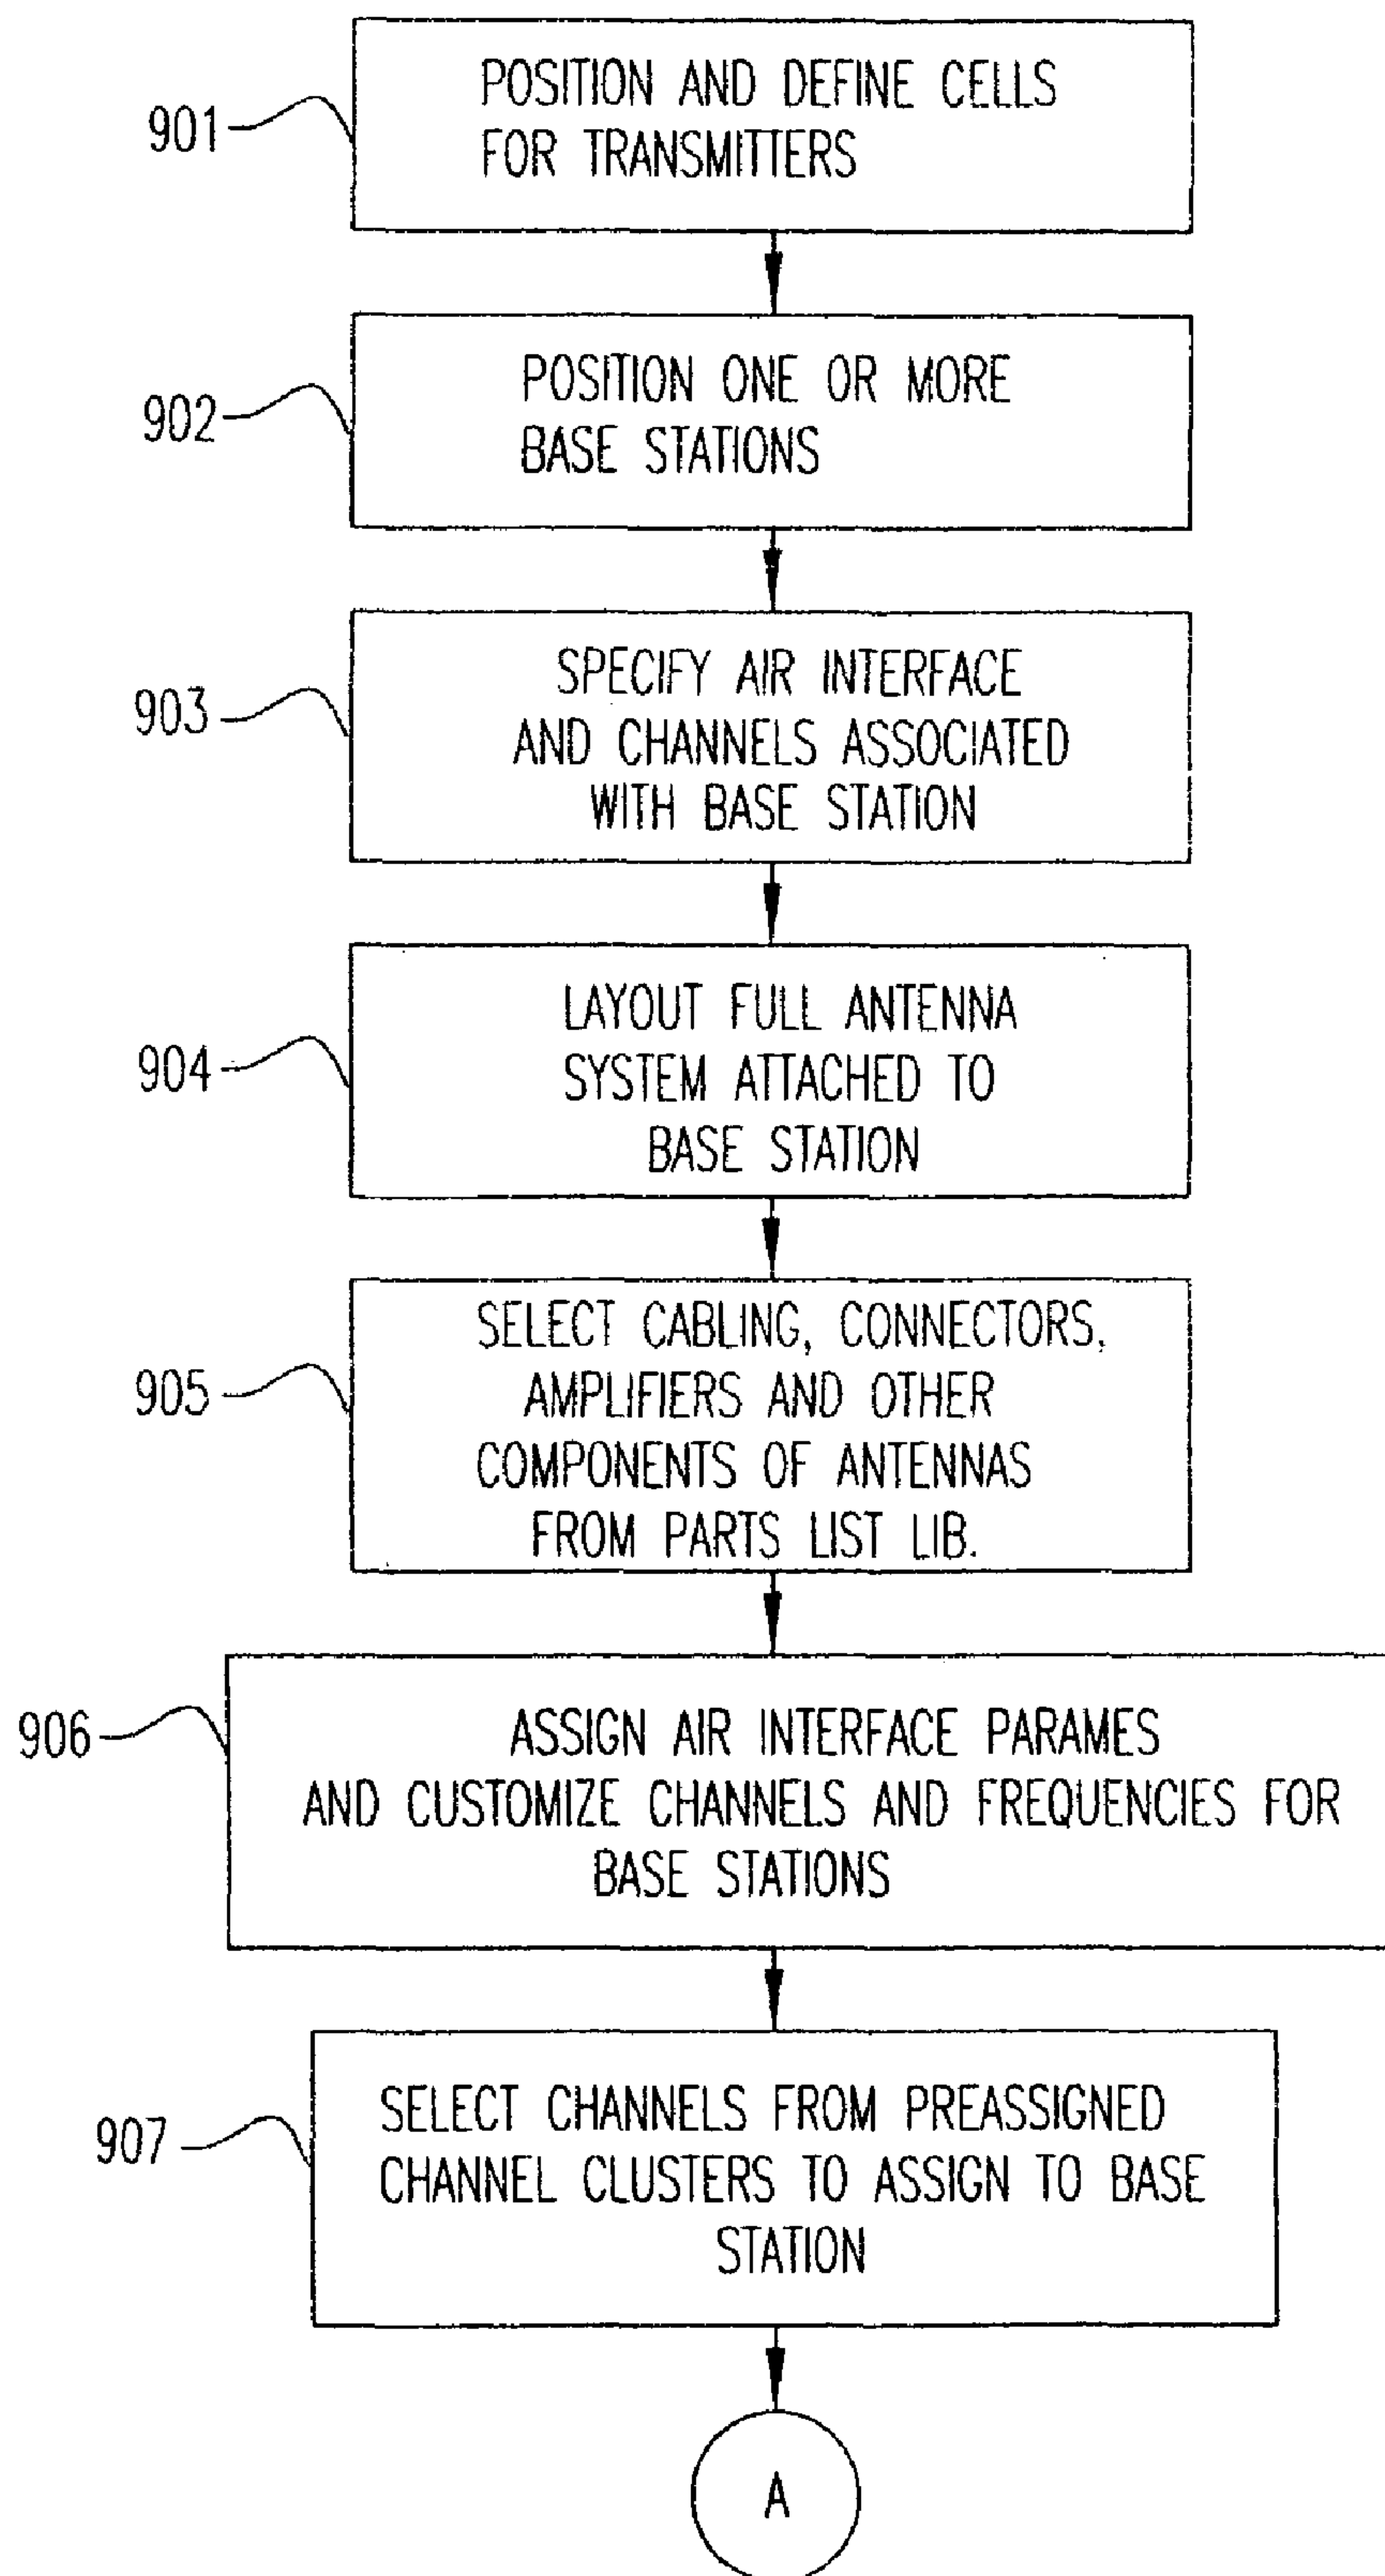 901
POSITION AND DEFINE CELLS
FOR TRANSMITTERS
902
POSITION ONE OR MORE
BASE STATIONS
903
SPECIFY AIR INTERFACE
AND CHANNELS ASSOCIATED
WITH BASE STATION
904
LAYOUT FULL ANTENNA
SYSTEM ATTACHED TO
BASE STATION
905
SELECT CABLING, CONNECTORS,
AMPLIFIERS AND OTHER
COMPONENTS OF ANTENNAS
FROM PARTS LIST LIB.
906
ASSIGN AIR INTERFACE PARAMES
AND CUSTOMIZE CHANNELS AND FREQUENCIES FOR
BASE STATIONS
907
SELECT CHANNELS FROM PREASSIGNED
CHANNEL CLUSTERS TO ASSIGN TO BASE
STATION
A